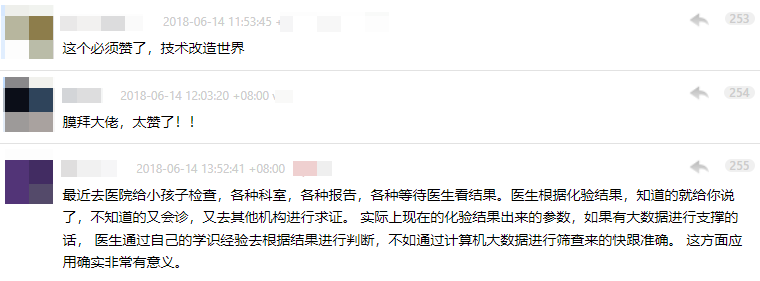 2018-06-14 11:53:45 +
253
这个必须赞了，技术改造世界
2018-06-14 12:03:20 +08:00
254
膜拜大佬，太赞了！！
2018-06-14 13:52:41 +08:00
255
最近去医院给小孩子检查，各种科室，各种报告，各种等待医生看结果。医生根据化验结果，知道的就给你说
了，不知道的又会诊，又去其他机构进行求证。 实际上现在的化验结果出来的参数，如果有大数据进行支撑的
话， 医生通过自己的学识经验去根据结果进行判断，不如通过计算机大数据进行筛查来的快跟准确。 这方面应
用确实非常有意义。